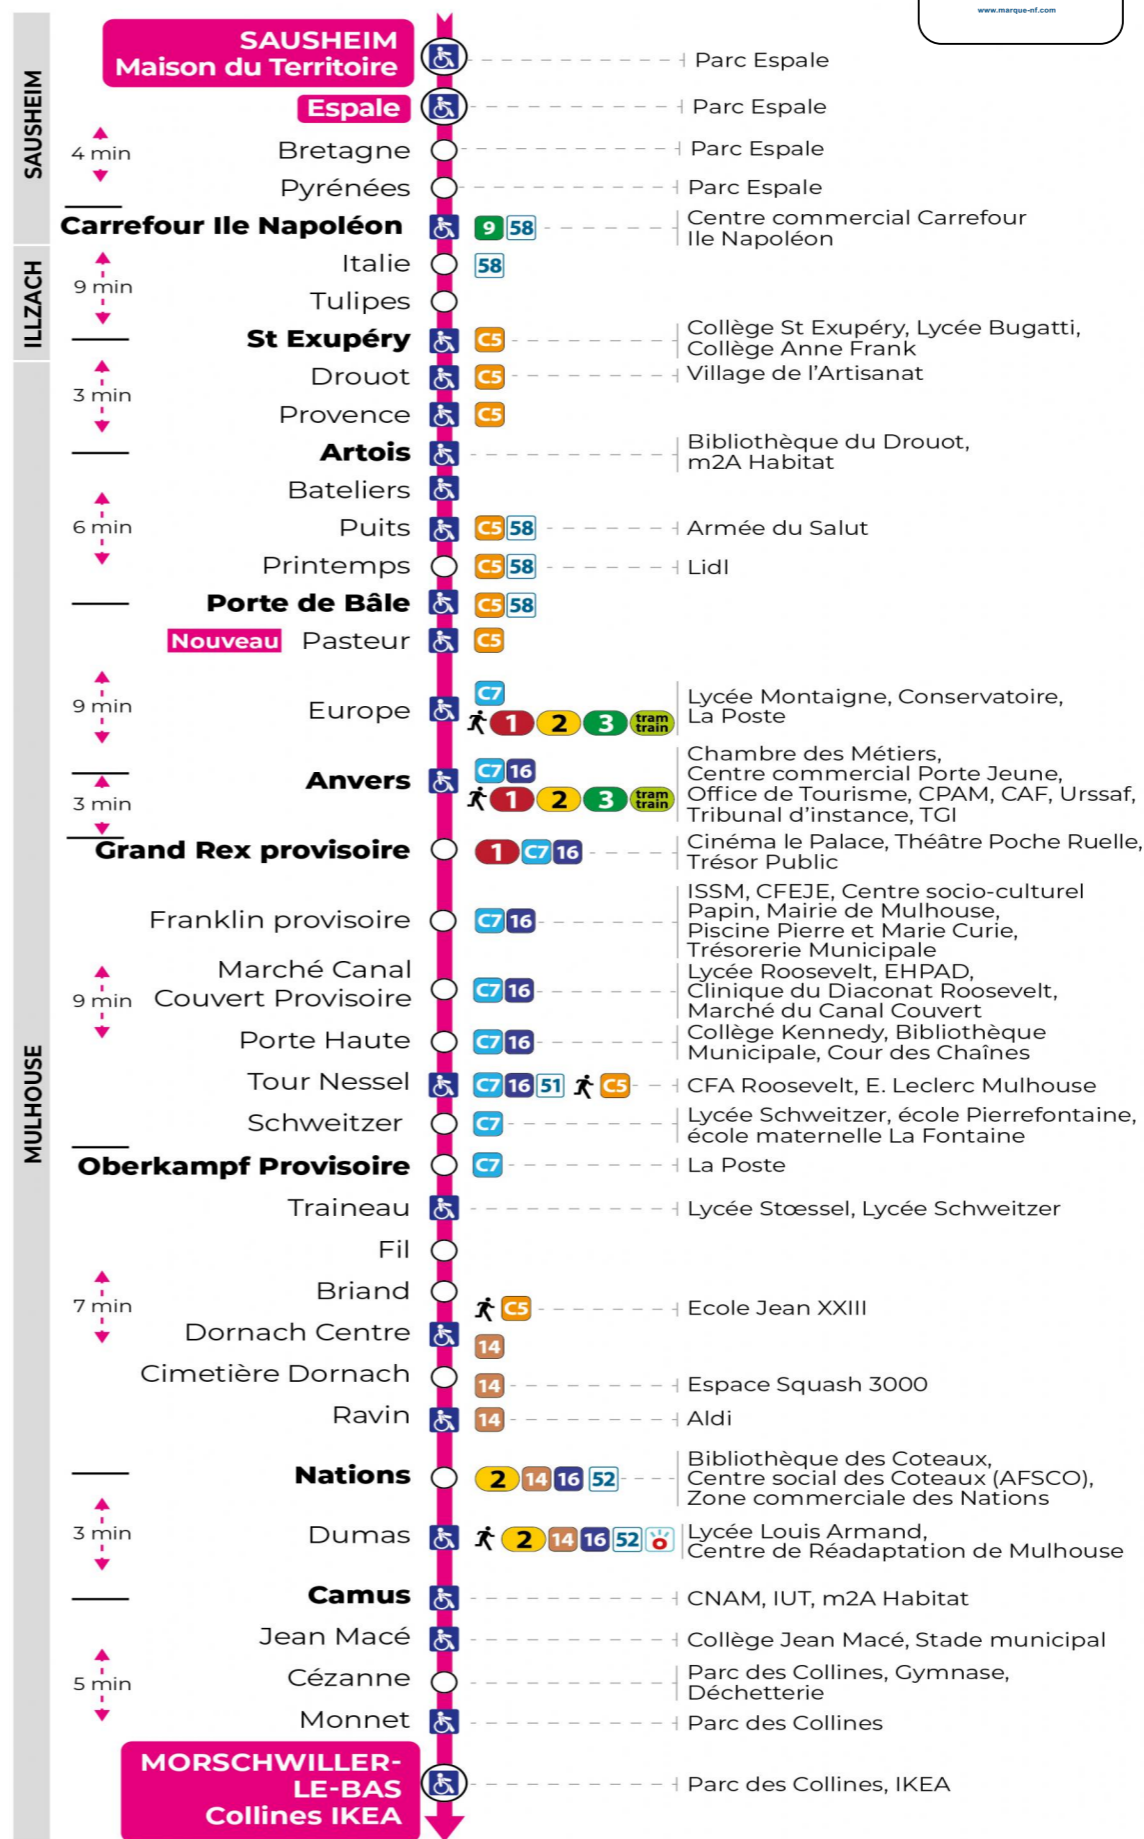 www.marque-nf.com
SAUSHEIM
SAUSHEIM
Maison du Territoire
Parc Espale
Espale
Parc Espale
4 min
Bretagne
Parc Espale
Pyrénées
Parc Espale
Carrefour Ile Napoléon
9 58
Centre commercial Carrefour
Ile Napoléon
ILLZACH
9 min
Italie
58
Tulipes
St Exupéry
C5
Collège St Exupéry, Lycée Bugatti,
Collège Anne Frank
MULHOUSE
3 min
Drouot
C5
Village de l'Artisanat
Provence
C5
Artois
Bibliothèque du Drouot,
m2A Habitat
6 min
Bateliers
Puits
C5 58
Armée du Salut
Printemps
C5 58
Lidl
Porte de Bâle
C5 58
Nouveau Pasteur
C5
9 min
Europe
C7
1 2 3 tram train
Lycée Montaigne, Conservatoire,
La Poste
Anvers
C7 16
1 2 3 tram train
Chambre des Métiers,
Centre commercial Porte Jeune,
Office de Tourisme, CPAM, CAF, Urssaf,
Tribunal d'instance, TGI
3 min
Grand Rex provisoire
1 C7 16
Cinéma le Palace, Théâtre Poche Ruelle,
Trésor Public
Franklin provisoire
C7 16
ISSM, CFEJE, Centre socio-culturel
Papin, Mairie de Mulhouse,
Piscine Pierre et Marie Curie,
Trésorerie Municipale
9 min
Marché Canal
Couvert Provisoire
C7 16
Lycée Roosevelt, EHPAD,
Clinique du Diaconat Roosevelt,
Marché du Canal Couvert
Porte Haute
C7 16
Collège Kennedy, Bibliothèque
Municipale, Cour des Chaînes
Tour Nessel
C7 16 51 C5
CFA Roosevelt, E. Leclerc Mulhouse
Schweitzer
C7
Lycée Schweitzer, école Pierrefontaine,
école maternelle La Fontaine
Oberkampf Provisoire
C7
La Poste
Traineau
Lycée Stœssel, Lycée Schweitzer
Fil
7 min
Briand
C5
Ecole Jean XXIII
Dornach Centre
14
Cimetière Dornach
14
Espace Squash 3000
Ravin
14
Aldi
Nations
2 14 16 52
Bibliothèque des Coteaux,
Centre social des Coteaux (AFSCO),
Zone commerciale des Nations
3 min
Dumas
2 14 16 52
Lycée Louis Armand,
Centre de Réadaptation de Mulhouse
Camus
CNAM, IUT, m2A Habitat
5 min
Jean Macé
Collège Jean Macé, Stade municipal
Cézanne
Parc des Collines, Gymnase,
Déchetterie
Monnet
Parc des Collines
MORSCHWILLER-
LE-BAS
Collines IKEA
Parc des Collines, IKEA